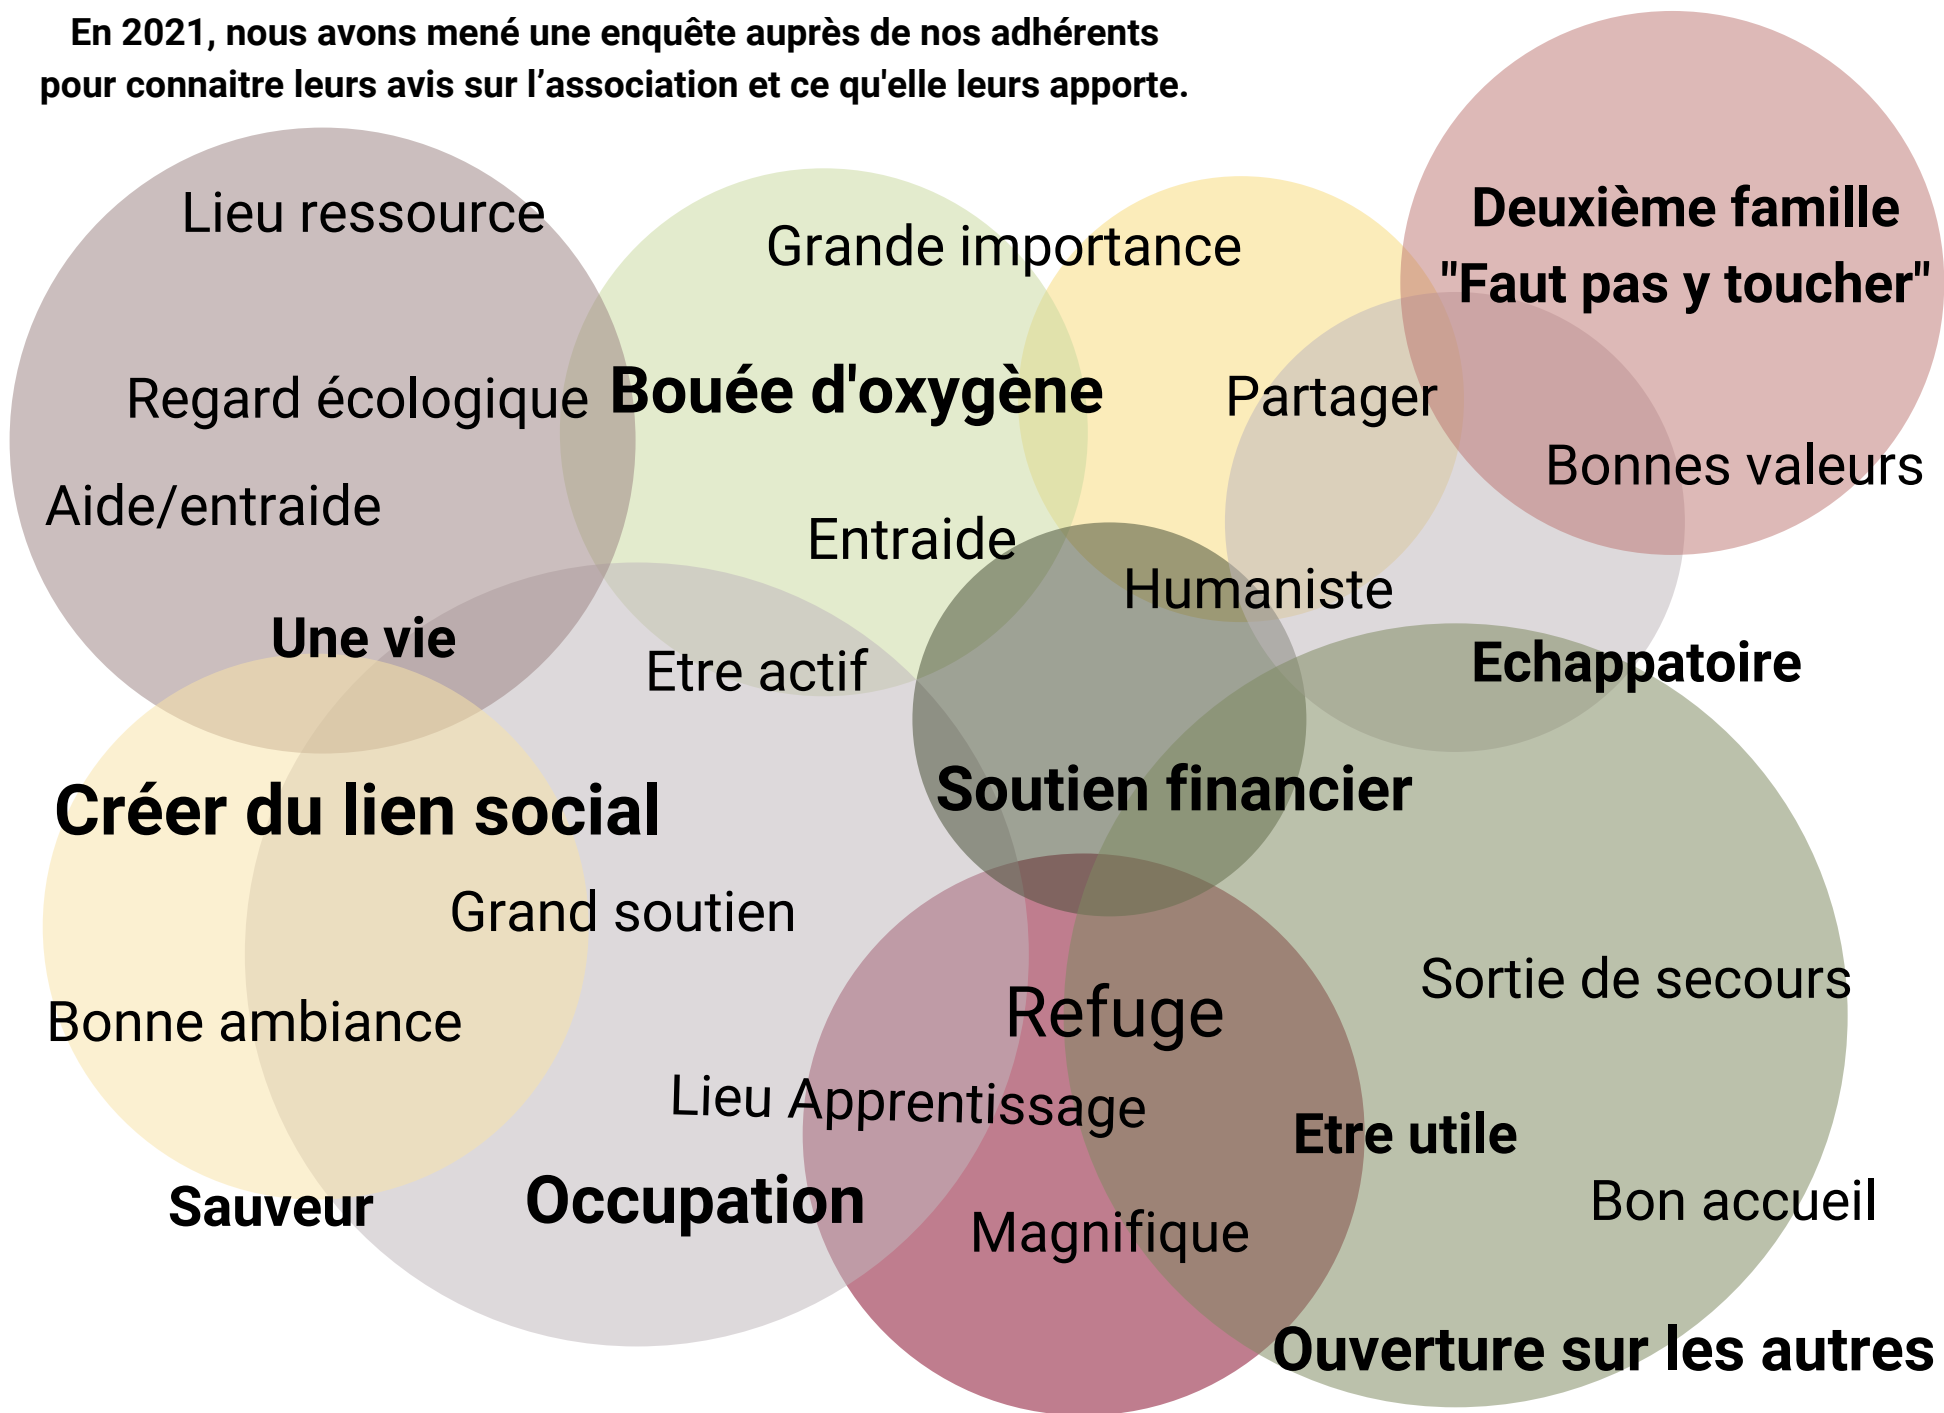 En 2021, nous avons mené une enquête auprès de nos adhérents
pour connaitre leurs avis sur l’association et ce qu'elle leurs apporte.
Lieu ressource
Grande importance
Deuxième famille
"Faut pas y toucher"
Regard écologique
Bouée d'oxygène
Partager
Bonnes valeurs
Aide/entraide
Entraide
Humaniste
Une vie
Etre actif
Echappatoire
Créer du lien social
Soutien financier
Grand soutien
Sortie de secours
Bonne ambiance
Refuge
Lieu Apprentissage
Etre utile
Sauveur
Occupation
Magnifique
Bon accueil
Ouverture sur les autres